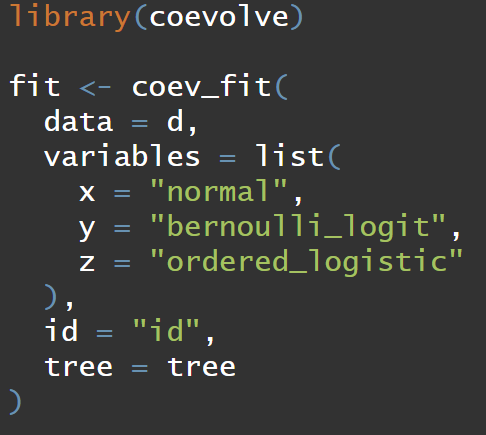 library(coevolve)

fit <- coev_fit(
  data = d,
  variables = list(
    x = "normal",
    y = "bernoulli_logit",
    z = "ordered_logistic"
  ),
  id = "id",
  tree = tree
)